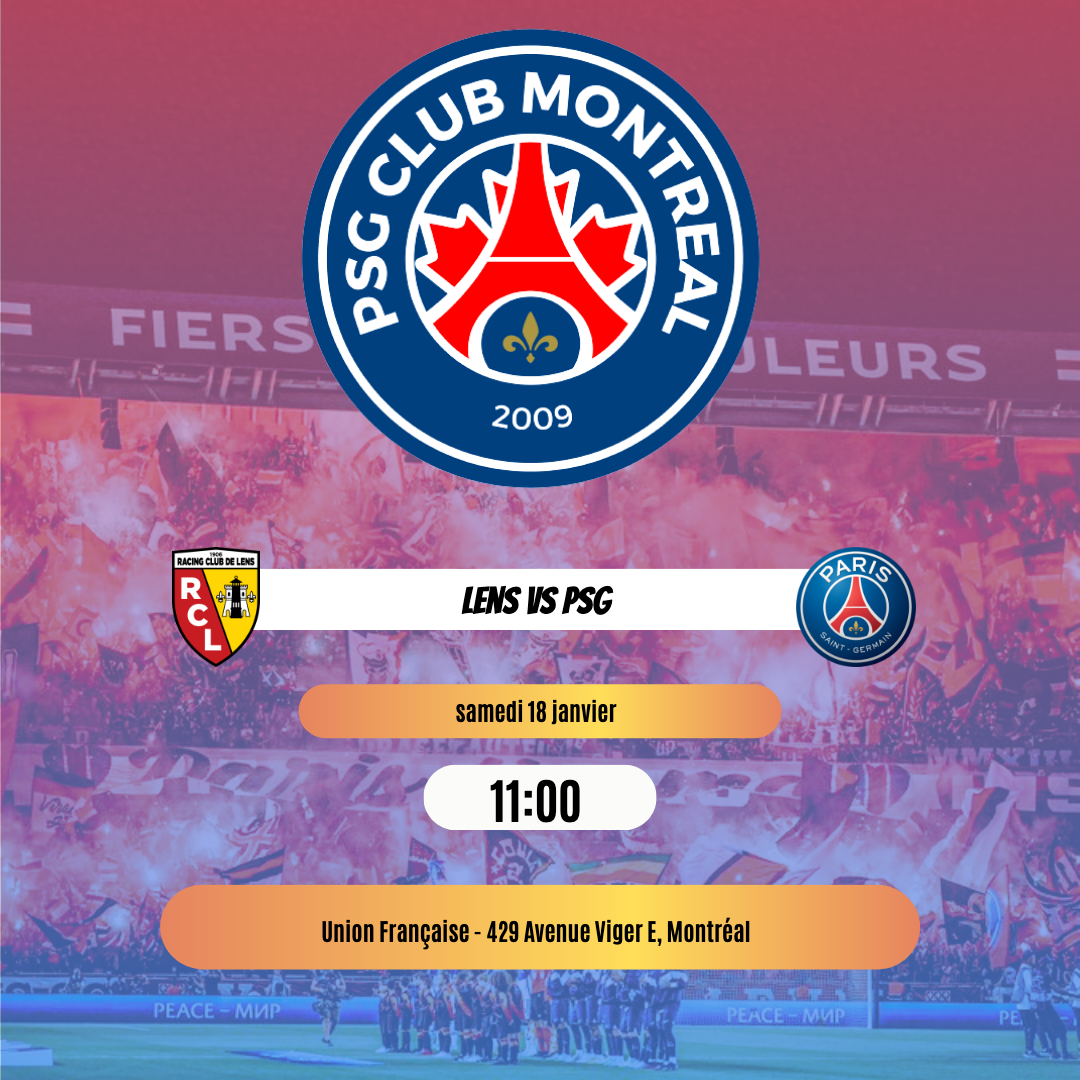 PSG CLUB MONTREAL
2009
FIERS
ULEURS
1906
RACING CLUB DE LENS
RCL
LENS VS PSG
PARIS
SAINT-GERMAIN
samedi 18 janvier
11:00
Union Française - 429 Avenue Viger E, Montréal
PEACE – МИР
PEACE – МИР